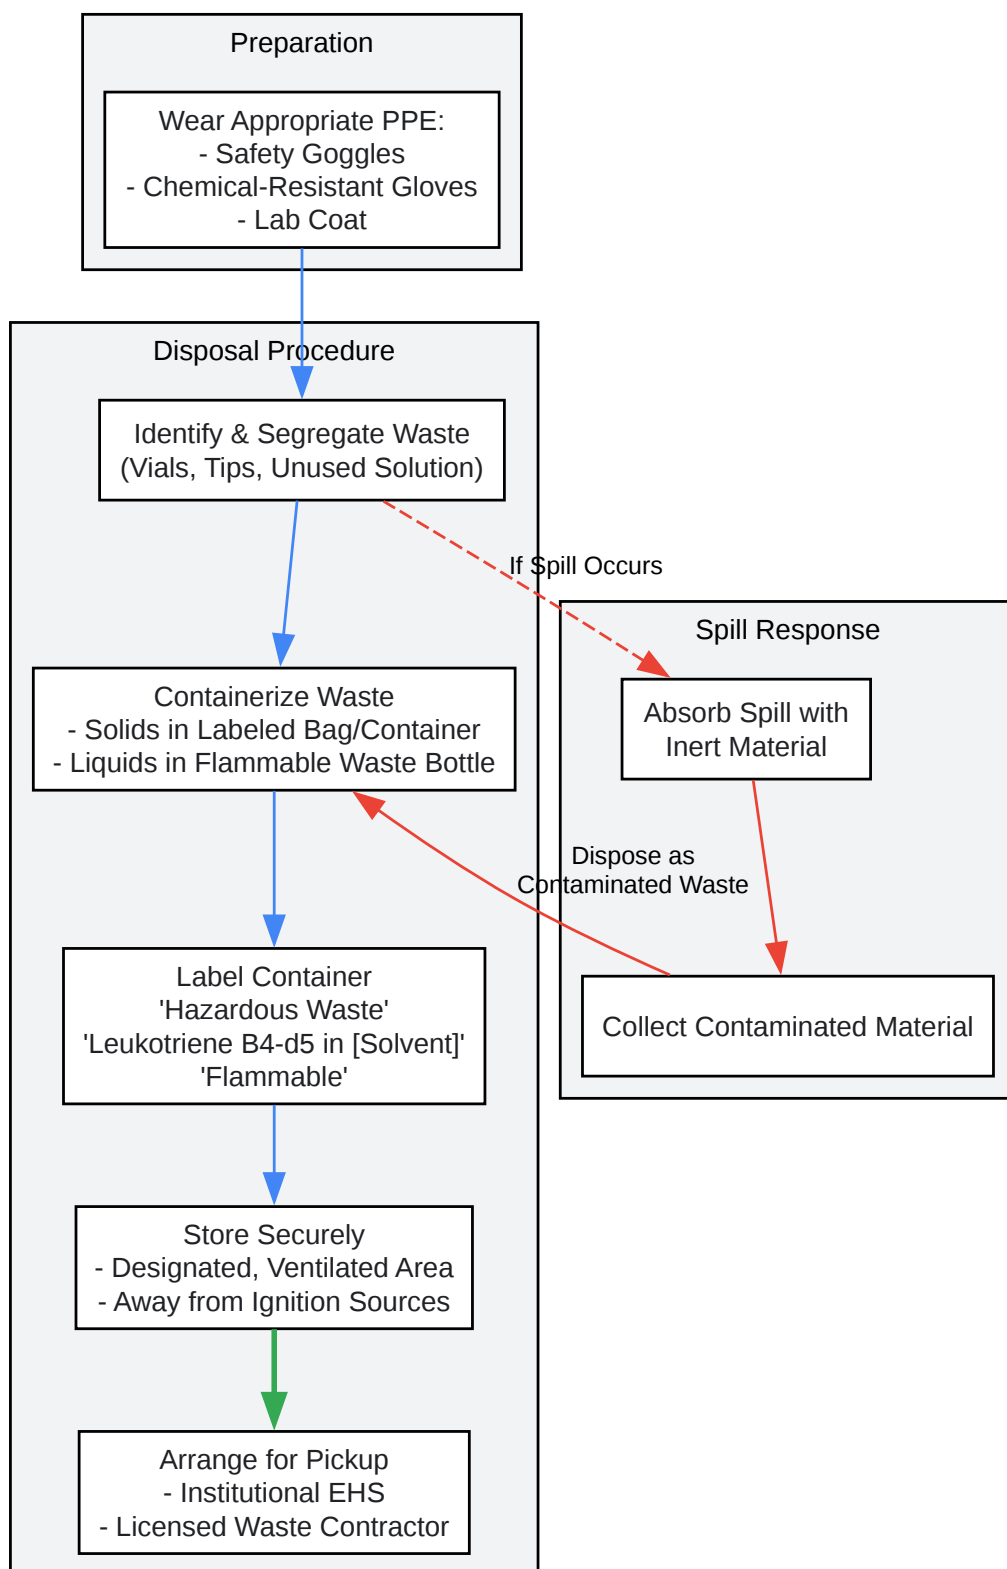 Preparation
Wear Appropriate PPE:
- Safety Goggles
- Chemical-Resistant Gloves
- Lab Coat
Disposal Procedure
Identify & Segregate Waste
(Vials, Tips, Unused Solution)
If Spill Occurs
Spill Response
Absorb Spill with
Inert Material
Containerize Waste
- Solids in Labeled Bag/Container
- Liquids in Flammable Waste Bottle
Dispose as
Contaminated Waste
Collect Contaminated Material
Label Container
'Hazardous Waste'
'Leukotriene B4-d5 in [Solvent]'
'Flammable'
Store Securely
- Designated, Ventilated Area
- Away from Ignition Sources
Arrange for Pickup
- Institutional EHS
- Licensed Waste Contractor